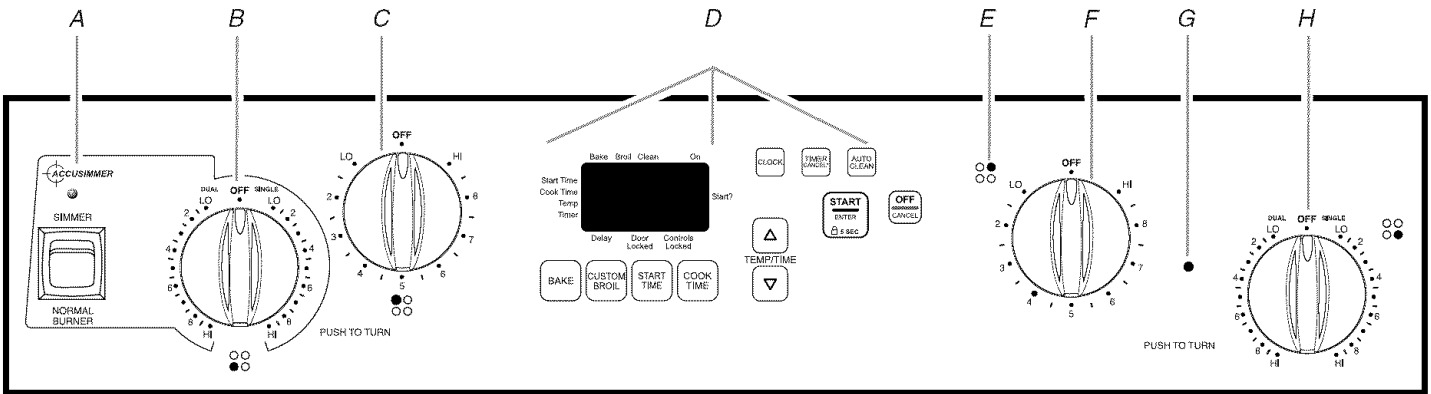 A B C D E F G H
ACCUSIMMER
SIMMER
NORMAL
BURNER
DUAL OFF SINGLE
LO LO
2 2
4 4
6 6
8 8
HI HI
PUSH TO TURN
OFF
LO HI
2 8
3 7
4 6
5
Bake Broil Clean On
Start Time
Cook Time
Temp
Timer
Start?
Delay Door Locked Controls Locked
BAKE
CUSTOM
BROIL
START
TIME
COOK
TIME
CLOCK
TIMER
CANCEL*
AUTO
CLEAN
START
ENTER
5 SEC
OFF
CANCEL
TEMP/TIME
OFF
LO HI
2 8
3 7
4 6
5
PUSH TO TURN
DUAL OFF SINGLE
LO LO
2 2
4 4
6 6
8 8
HI HI